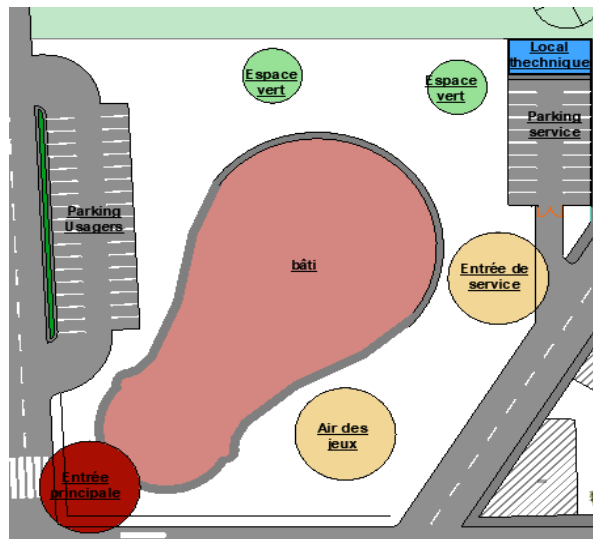 Local
thechnique
Espace
vert
Espace
vert
Parking
service
Parking
Usagers
bâti
Entrée de
service
Air des
jeux
Entrée
principale